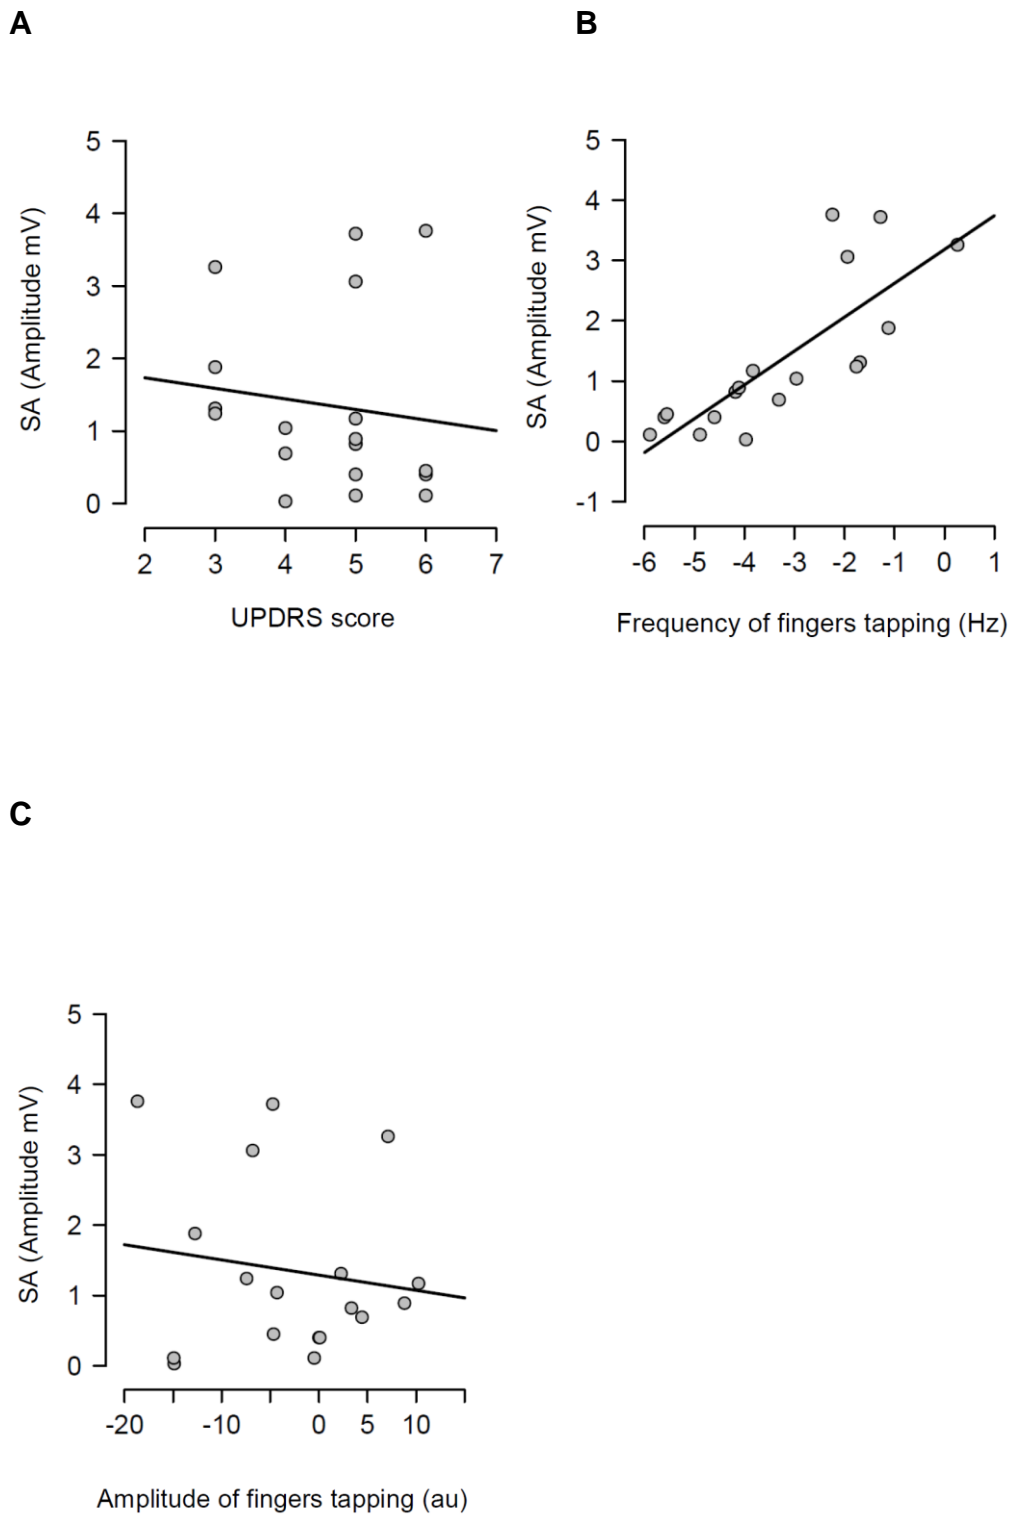 A
B
5
4
3
2
1
0
SA (Amplitude mV)
2 3 4 5 6 7
UPDRS score
5
4
3
2
1
0
-1
SA (Amplitude mV)
-6 -5 -4 -3 -2 -1 0 1
Frequency of fingers tapping (Hz)
C
5
4
3
2
1
0
SA (Amplitude mV)
-20 -10 0 5 10
Amplitude of fingers tapping (au)